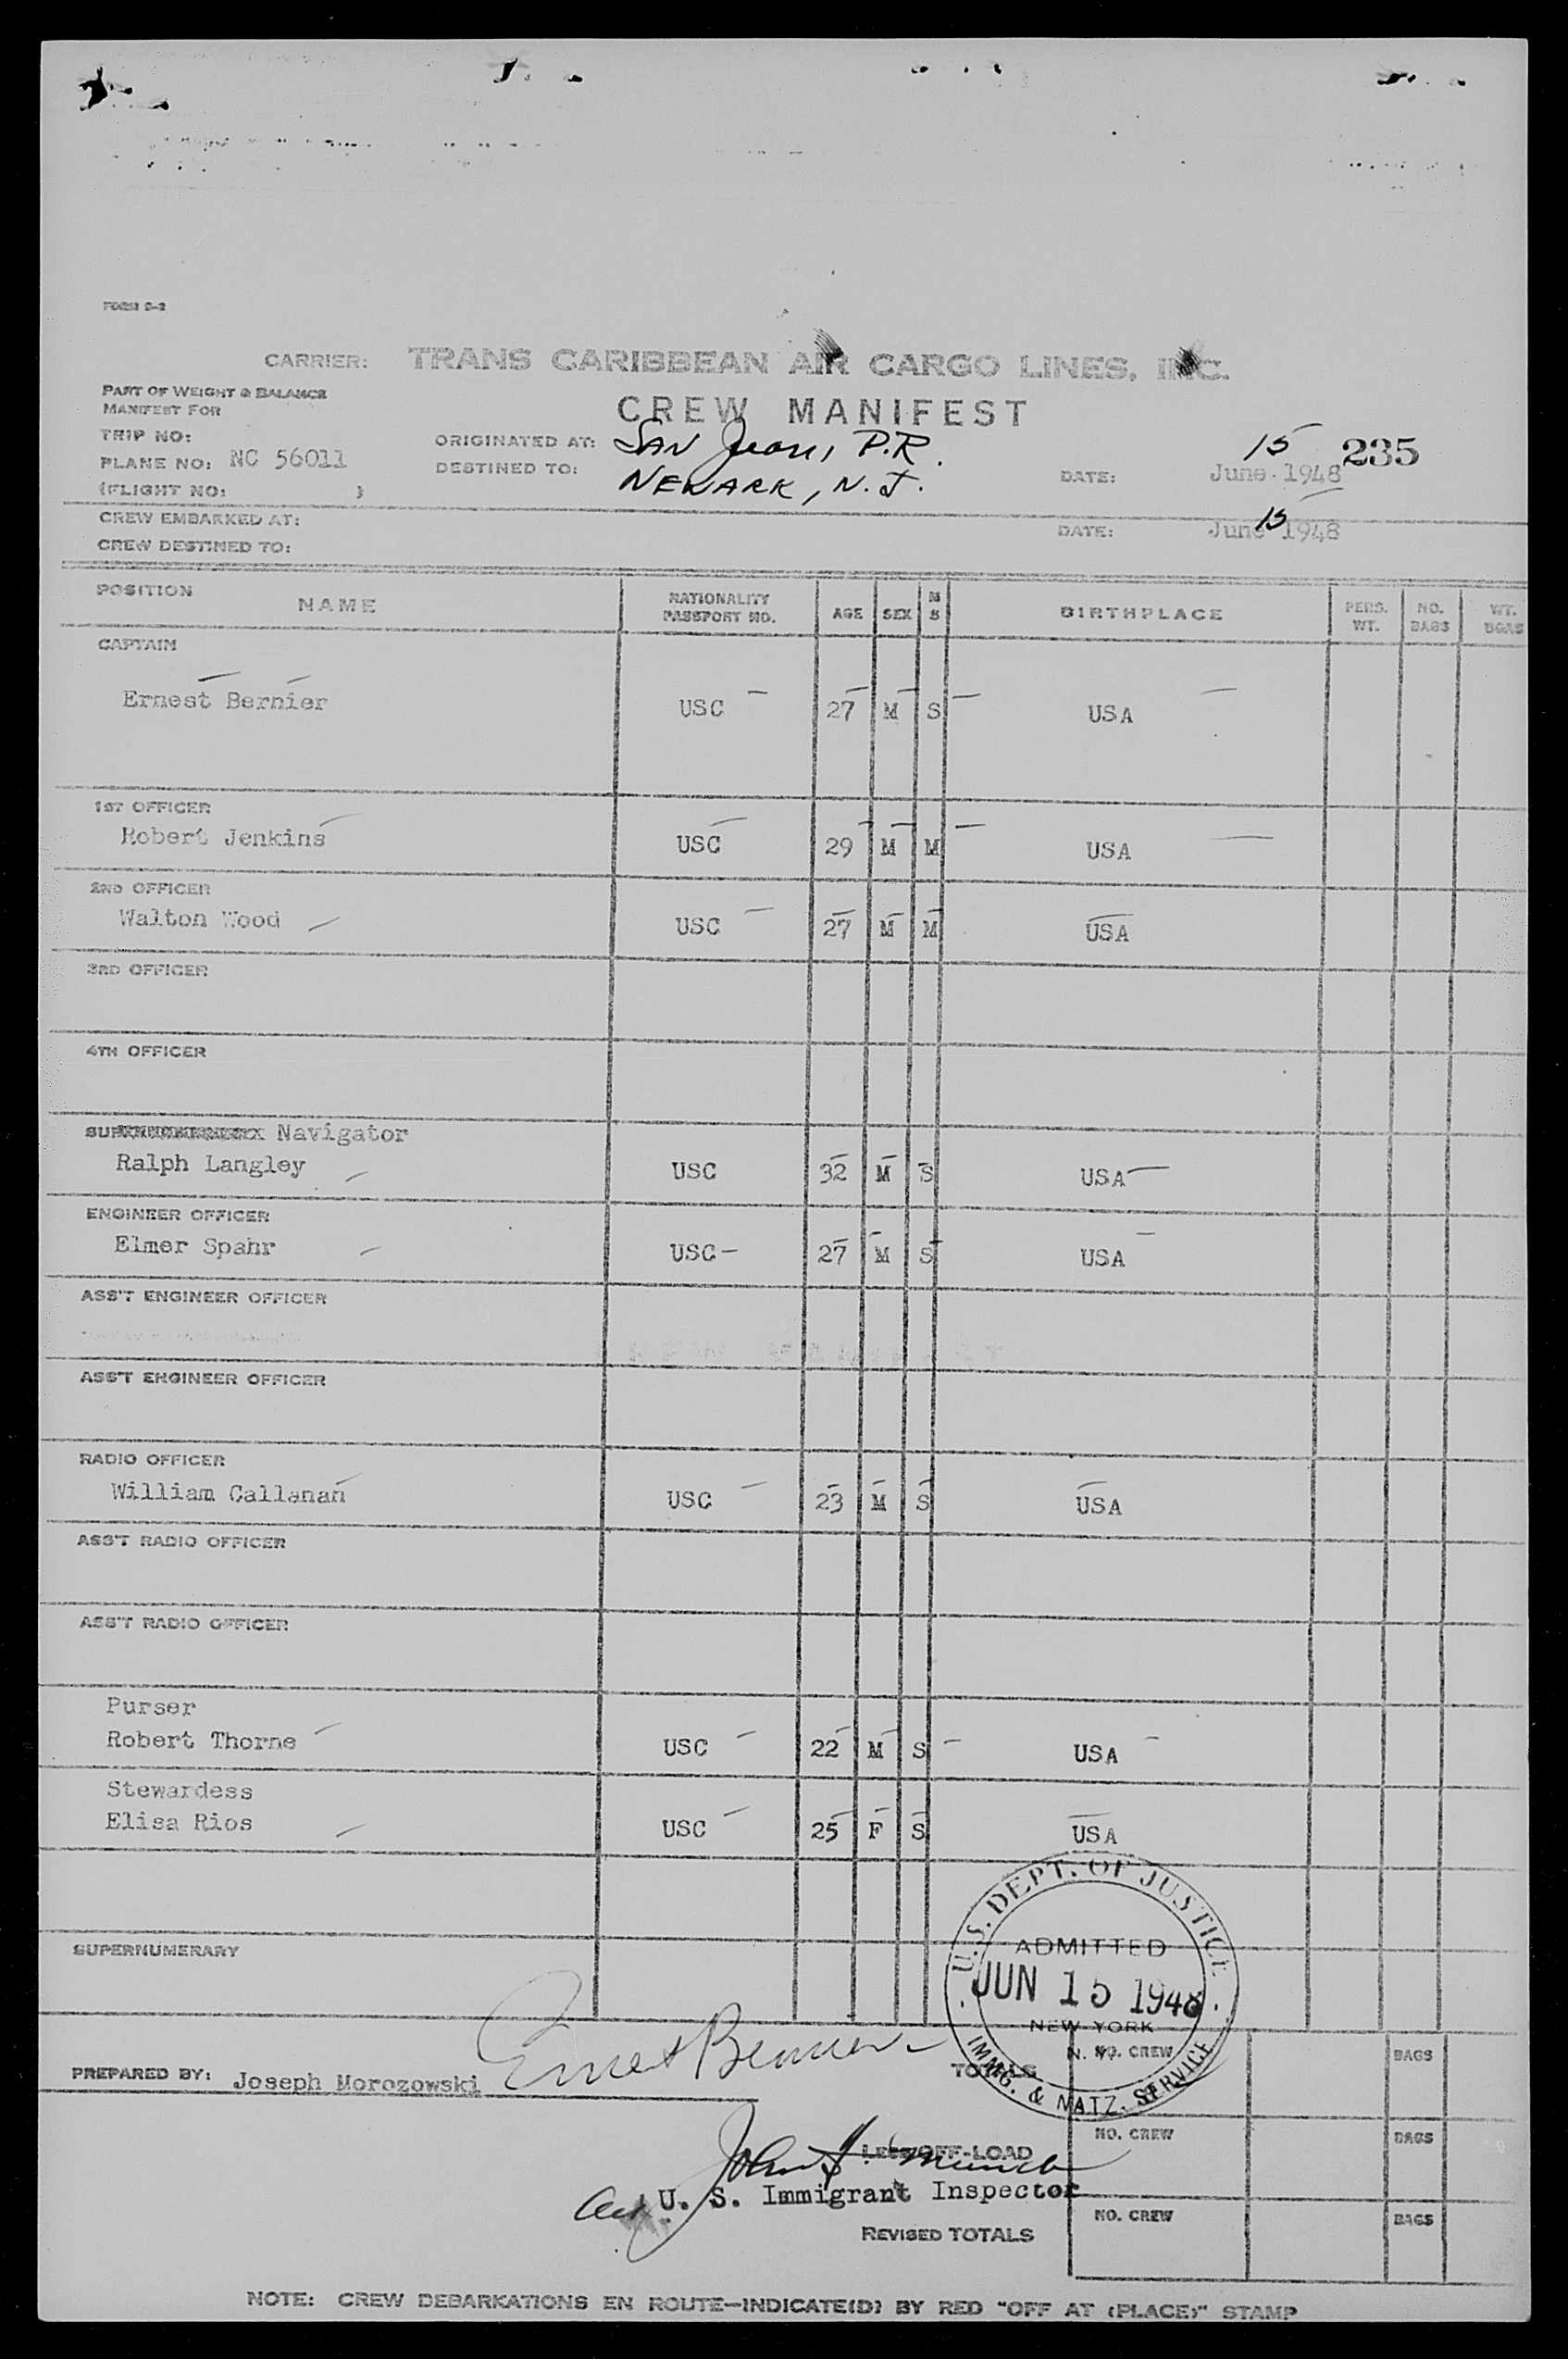 FORM C-2
CARRIER: TRANS CARIBBEAN AIR CARGO LINES, INC.
PART OF WEIGHT & BALANCE
MANIFEST FOR
CREW MANIFEST
TRIP NO:
ORIGINATED AT: SAN Juan, P.R.
15 235
PLANE NO: NC 56011
DESTINED TO: NEWARK, N.J.
DATE: June 1948
(FLIGHT NO: )
CREW EMBARKED AT:
DATE: June 15 1948
CREW DESTINED TO:
POSITION NAME NATIONALITY PASSPORT NO. AGE SEX M S BIRTHPLACE PERS. WT. NO. BAGS WT. BGAS
CAPTAIN
Ernest Bernier USC 27 M S USA
1ST OFFICER
Robert Jenkins USC 29 M M USA
2ND OFFICER
Walton Wood USC 27 M M USA
3RD OFFICER
4TH OFFICER
Navigator
Ralph Langley USC 32 M S USA
ENGINEER OFFICER
Elmer Spahr USC 27 M S USA
ASS'T ENGINEER OFFICER
ASS'T ENGINEER OFFICER
RADIO OFFICER
William Callanan USC 23 M S USA
ASS'T RADIO OFFICER
ASS'T RADIO OFFICER
Purser
Robert Thorne USC 22 M S USA
Stewardess
Elisa Rios USC 25 F S USA
SUPERNUMERARY
U.S. DEPT. OF JUSTICE
ADMITTED
JUN 15 1948
NEW YORK
N. Y.
IMMG. & NATZ. SERVICE
Ernest Bernier
PREPARED BY: Joseph Morozowski
TOTALS NO. CREW BAGS
LESS OFF-LOAD NO. CREW BAGS
U. S. Immigrant Inspector
REVISED TOTALS NO. CREW BAGS
NOTE: CREW DEBARKATIONS EN ROUTE—INDICATE(D) BY RED "OFF AT (PLACE)" STAMP